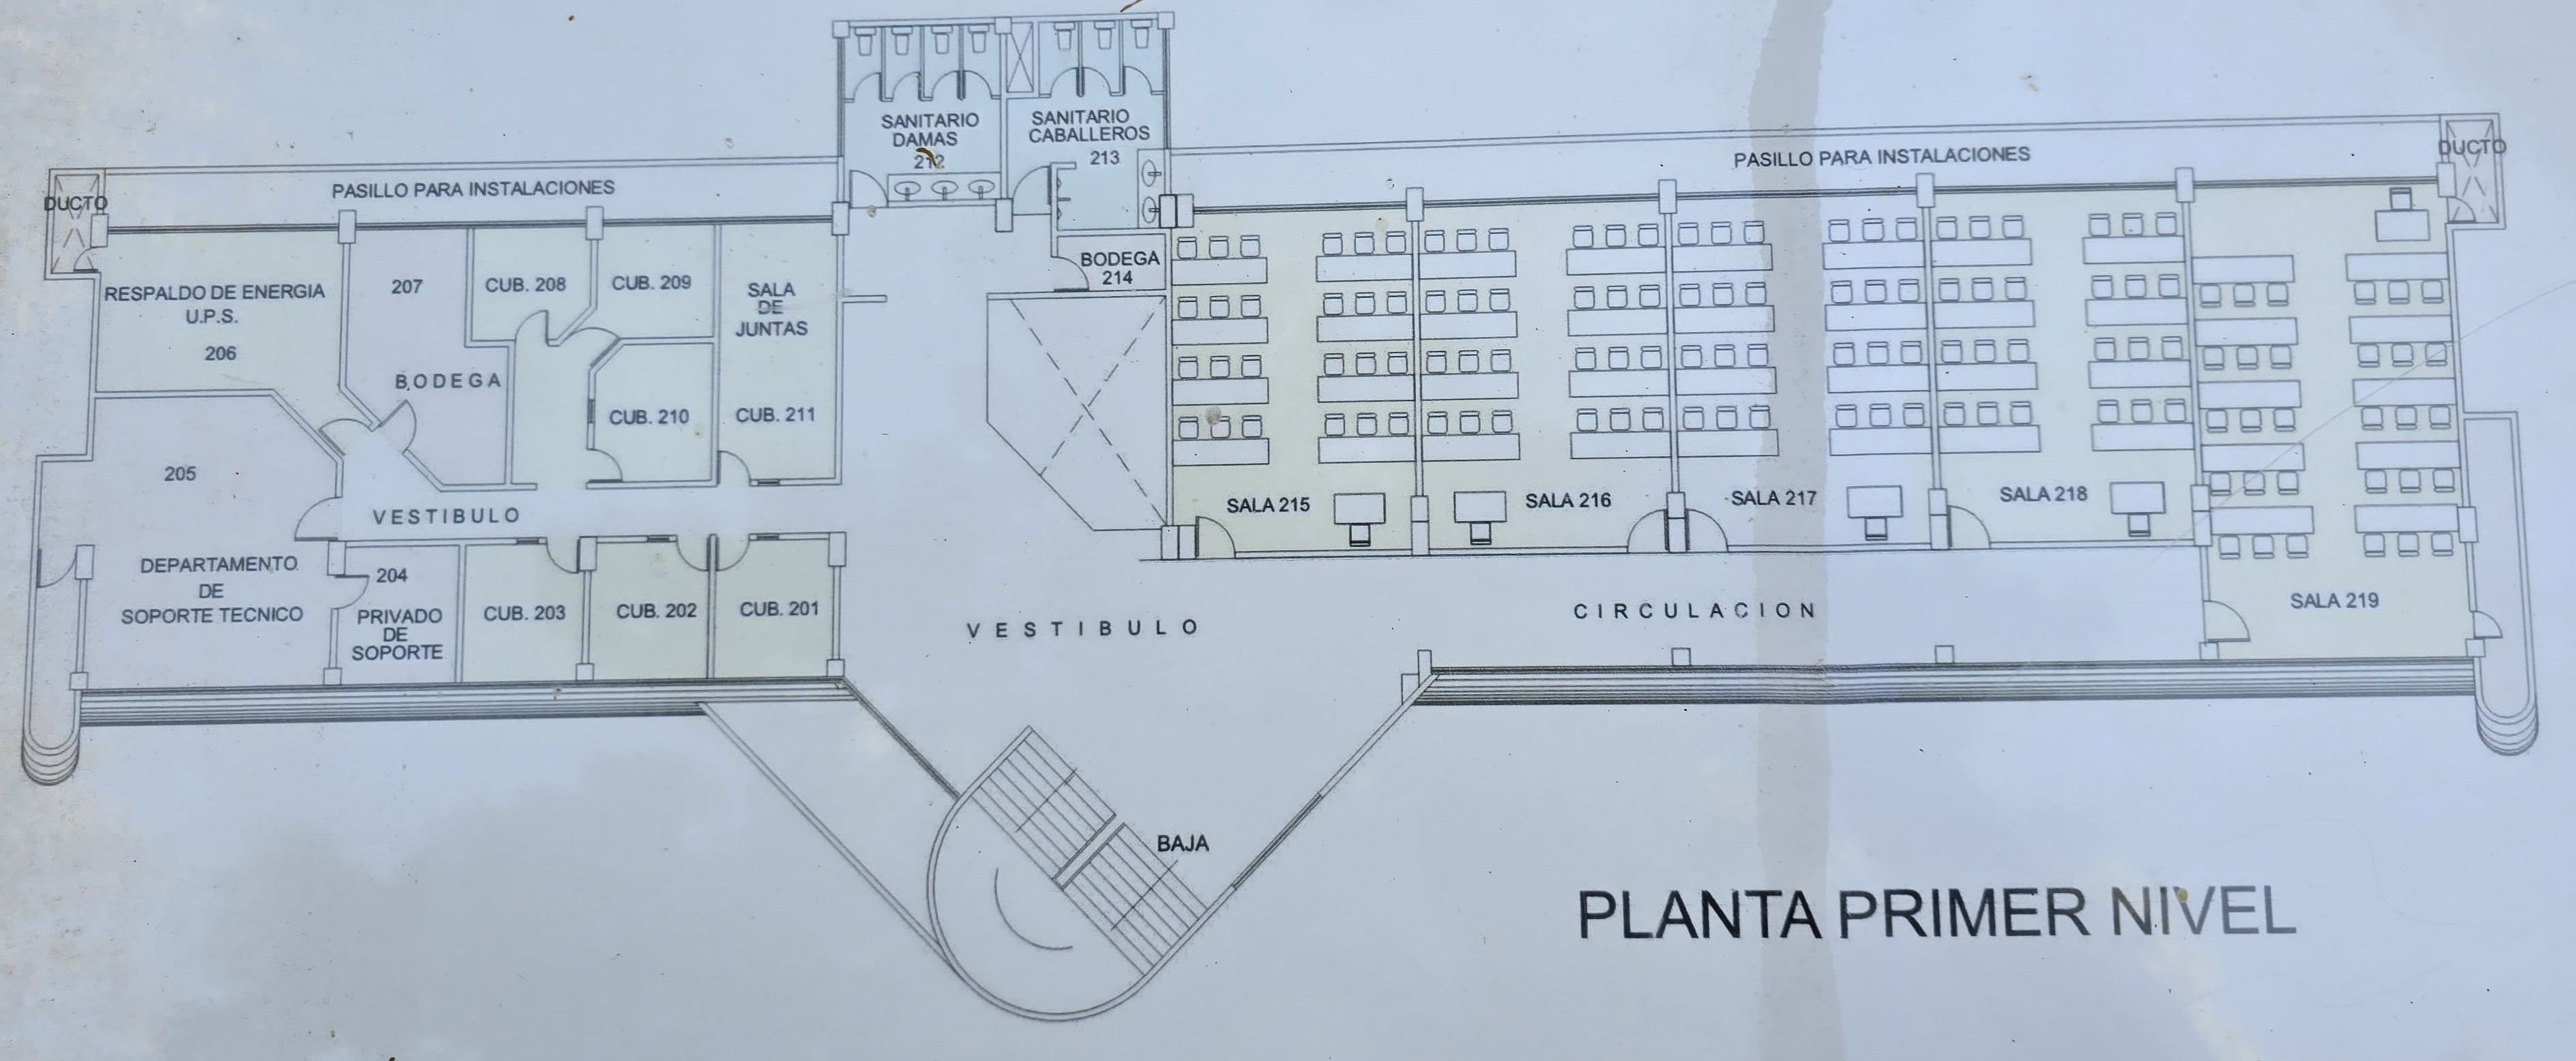 SANITARIO
DAMAS
212
SANITARIO
CABALLEROS
213
DUCTO
PASILLO PARA INSTALACIONES
PASILLO PARA INSTALACIONES
DUCTO
RESPALDO DE ENERGIA
U.P.S.
206
207
BODEGA
CUB. 208
CUB. 209
SALA
DE
JUNTAS
CUB. 210
CUB. 211
BODEGA
214
205
DEPARTAMENTO
DE
SOPORTE TECNICO
VESTIBULO
204
PRIVADO
DE
SOPORTE
CUB. 203
CUB. 202
CUB. 201
SALA 215
SALA 216
SALA 217
SALA 218
SALA 219
VESTIBULO
CIRCULACION
BAJA
PLANTA PRIMER NIVEL